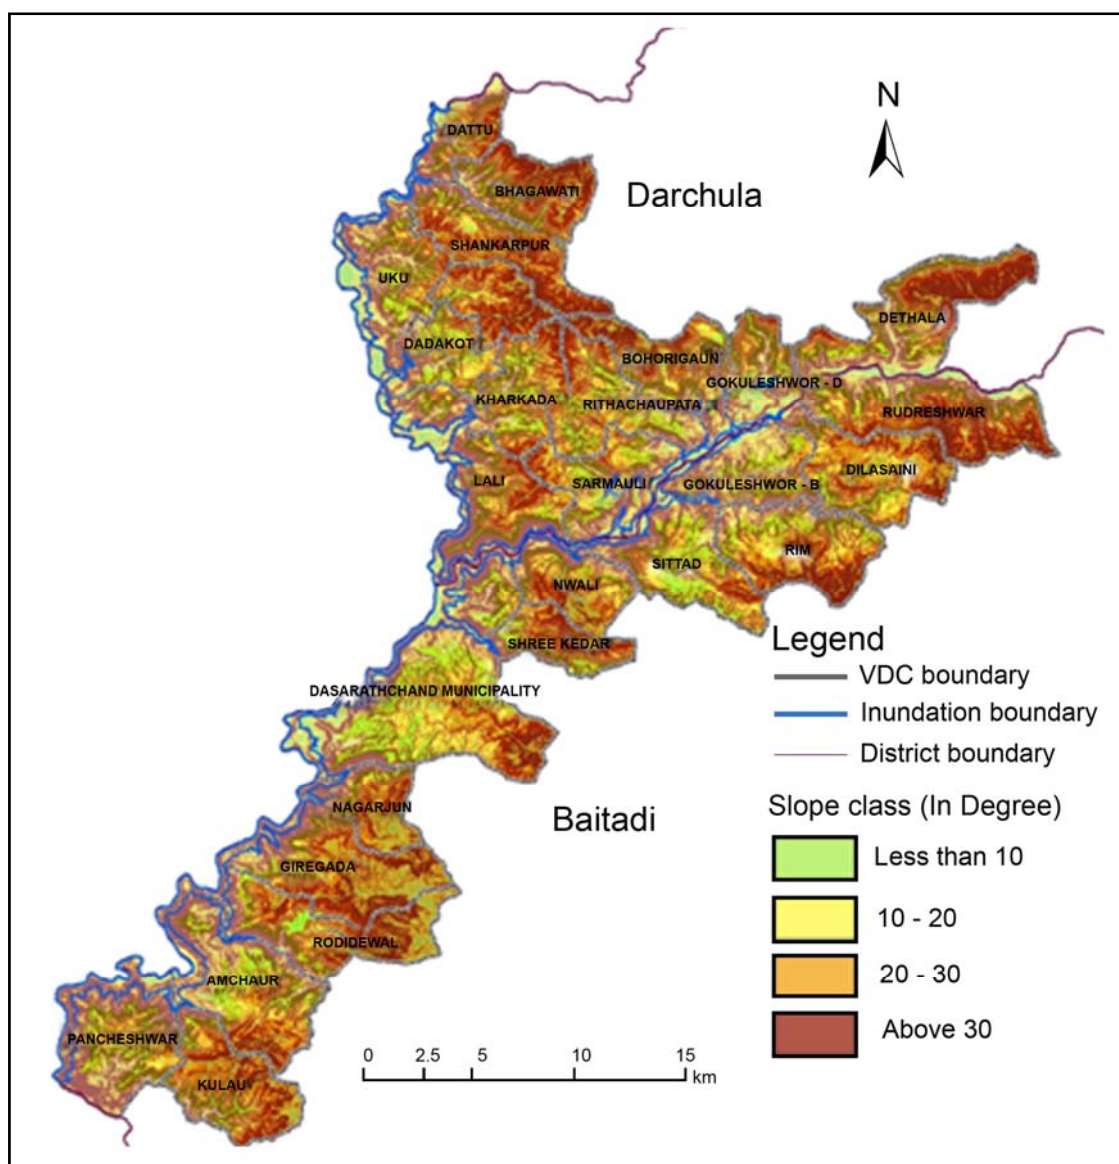 N
DATTU
BHAGAWATI
Darchula
SHANKARPUR
UKU
DETHALA
DADAKOT
BOHORIGAUN
GOKULESHWOR - D
KHARKADA
RITHACHAUPATA
RUDRESHWAR
DILASAINI
LALI
SARMAULI
GOKULESHWOR - B
RIM
SITTAD
NWALI
SHREE KEDAR
DASARATHCHAND MUNICIPALITY
NAGARJUN
Baitadi
GIREGADA
RODIDEWAL
AMCHAUR
PANCHESHWAR
KULAU
Legend
VDC boundary
Inundation boundary
District boundary
Slope class (In Degree)
Less than 10
10 - 20
20 - 30
Above 30
0 2.5 5 10 15
km